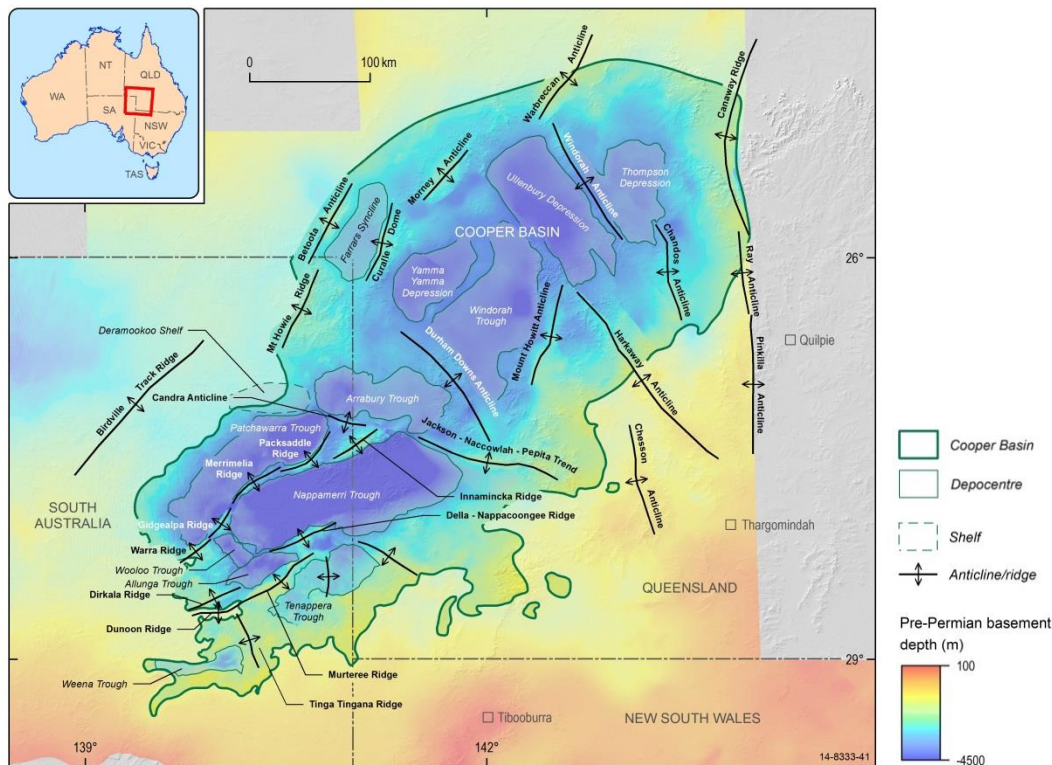 NT
QLD
WA
SA
NSW
VIC
TAS
0
100 km
Warbreccan Anticline
Canaway Ridge
Morney Anticline
Windorah Anticline
Thompson
Depression
Ullenbury Depression
Betoota Anticline
Farrars Syncline
Curalle Dome
COOPER BASIN
Chandos Anticline
Ray Anticline
26°
Yamma
Yamma
Depression
Mt Howie Ridge
Windorah
Trough
Mount Howitt Anticline
Deramookoo Shelf
Durham Downs Anticline
Harkaway Anticline
Pinkilla Anticline
Quilpie
Birdville Track Ridge
Arrabury Trough
Candra Anticline
Patchawarra Trough
Packsaddle
Ridge
Jackson - Naccowlah - Pepita Trend
Merrimelia
Ridge
Chesson Anticline
Nappamerri Trough
Innamincka Ridge
SOUTH
AUSTRALIA
Gidgealpa Ridge
Della - Nappacoongee Ridge
Thargomindah
Warra Ridge
Wooloo Trough
Allunga Trough
Dirkala Ridge
Tenappera
Trough
QUEENSLAND
Dunoon Ridge
29°
Weena Trough
Murteree Ridge
Tinga Tingana Ridge
Tibooburra
NEW SOUTH WALES
139°
142°
14-8333-41
Cooper Basin
Depocentre
Shelf
Anticline/ridge
Pre-Permian basement
depth (m)
100
-4500